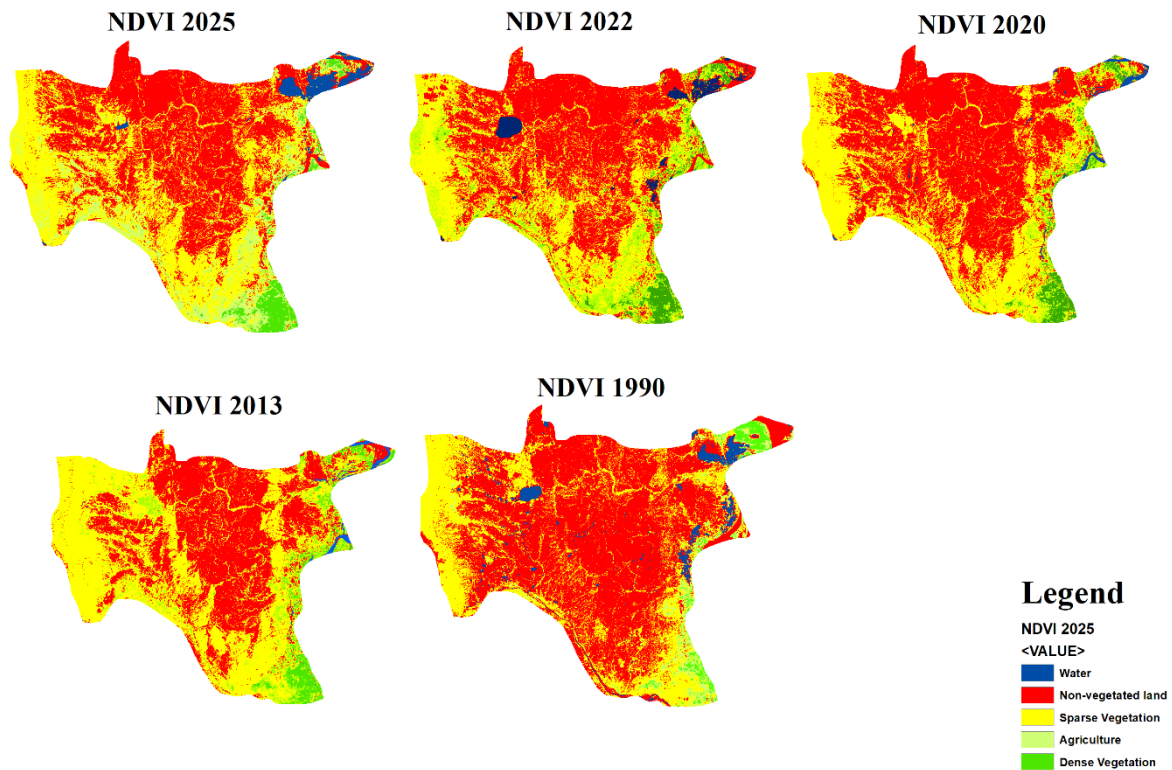 NDVI 2025
NDVI 2022
NDVI 2020
NDVI 2013
NDVI 1990
Legend
NDVI 2025
<VALUE>
Water
Non-vegetated land
Sparse Vegetation
Agriculture
Dense Vegetation